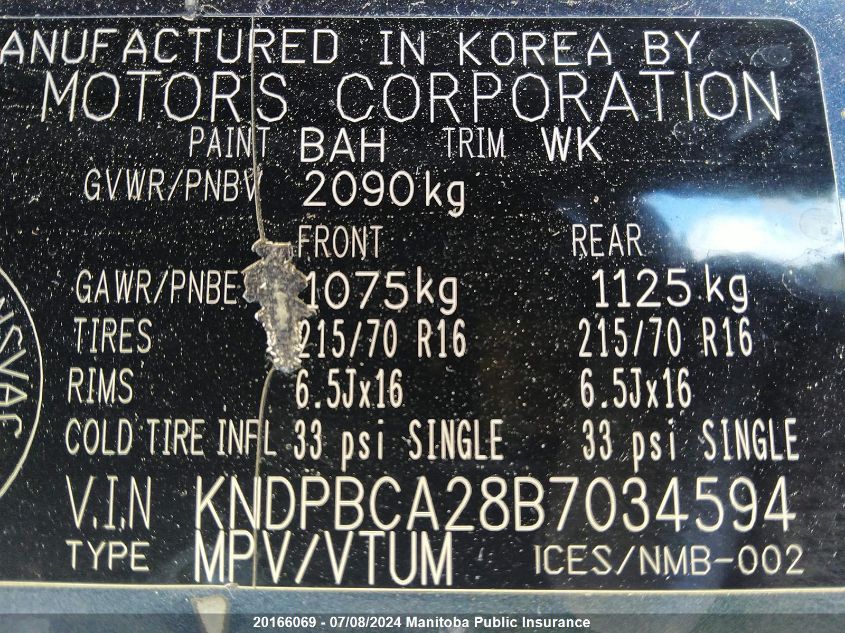 ANUFACTURED IN KOREA BY
MOTORS CORPORATION
PAINT BAH TRIM WK
GVWR/PNBV 2090kg
FRONT REAR
GAWR/PNBE 1075kg 1125kg
TIRES 215/70 R16 215/70 R16
RIMS 6.5Jx16 6.5Jx16
COLD TIRE INFL 33 psi SINGLE 33 psi SINGLE
V.I.N KNDPBCA28B7034594
TYPE MPV/VTUM ICES/NMB-002
20166069 - 07/08/2024 Manitoba Public Insurance